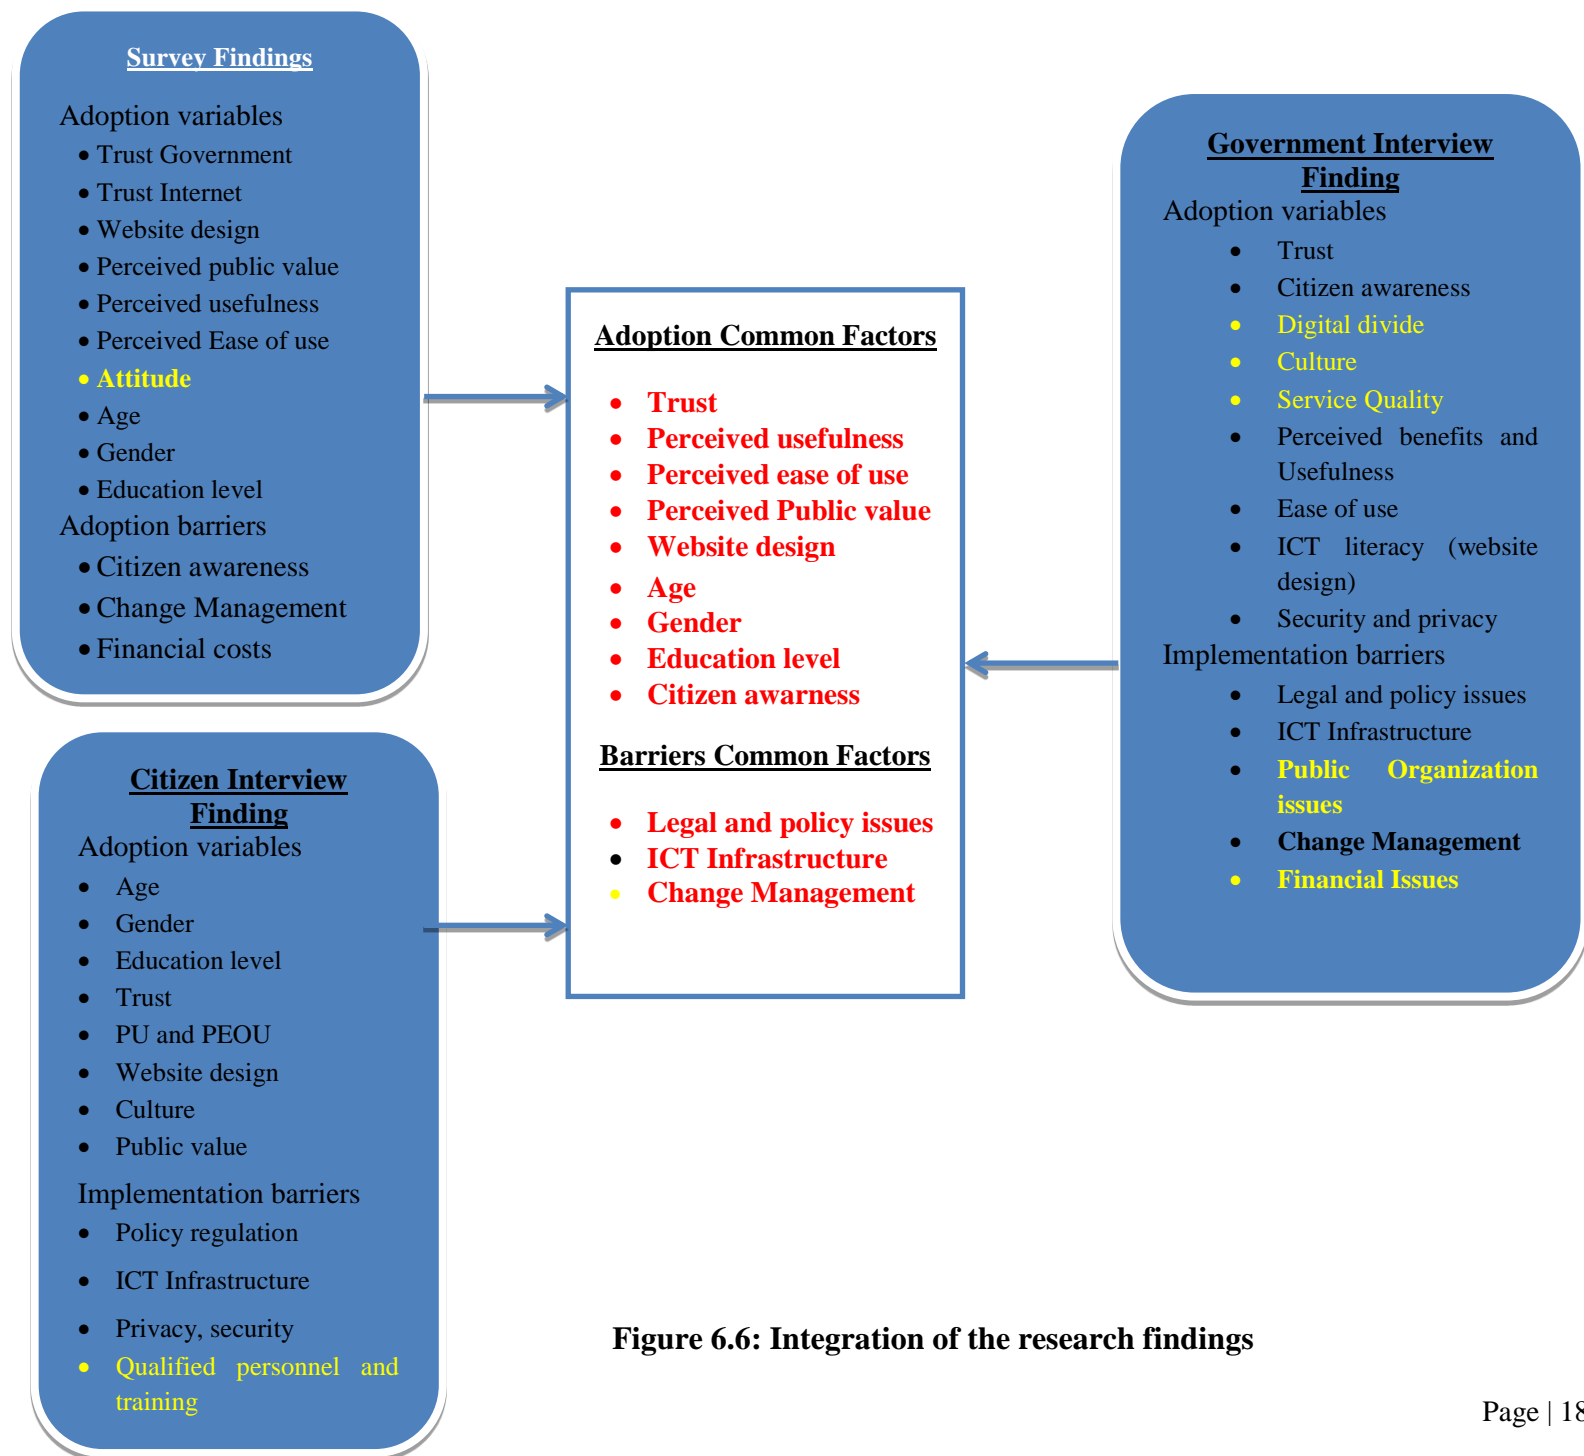 Survey Findings
Adoption variables
• Trust Government
• Trust Internet
• Website design
• Perceived public value
• Perceived usefulness
• Perceived Ease of use
• Attitude
• Age
• Gender
• Education level
Adoption barriers
• Citizen awareness
• Change Management
• Financial costs
Citizen Interview
Finding
Adoption variables
• Age
• Gender
• Education level
• Trust
• PU and PEOU
• Website design
• Culture
• Public value
Implementation barriers
• Policy regulation
• ICT Infrastructure
• Privacy, security
• Qualified personnel and
training
Adoption Common Factors
• Trust
• Perceived usefulness
• Perceived ease of use
• Perceived Public value
• Website design
• Age
• Gender
• Education level
• Citizen awarness
Barriers Common Factors
• Legal and policy issues
• ICT Infrastructure
• Change Management
Government Interview
Finding
Adoption variables
• Trust
• Citizen awareness
• Digital divide
• Culture
• Service Quality
• Perceived benefits and
Usefulness
• Ease of use
• ICT literacy (website
design)
• Security and privacy
Implementation barriers
• Legal and policy issues
• ICT Infrastructure
• Public Organization
issues
• Change Management
• Financial Issues
Figure 6.6: Integration of the research findings
Page | 18